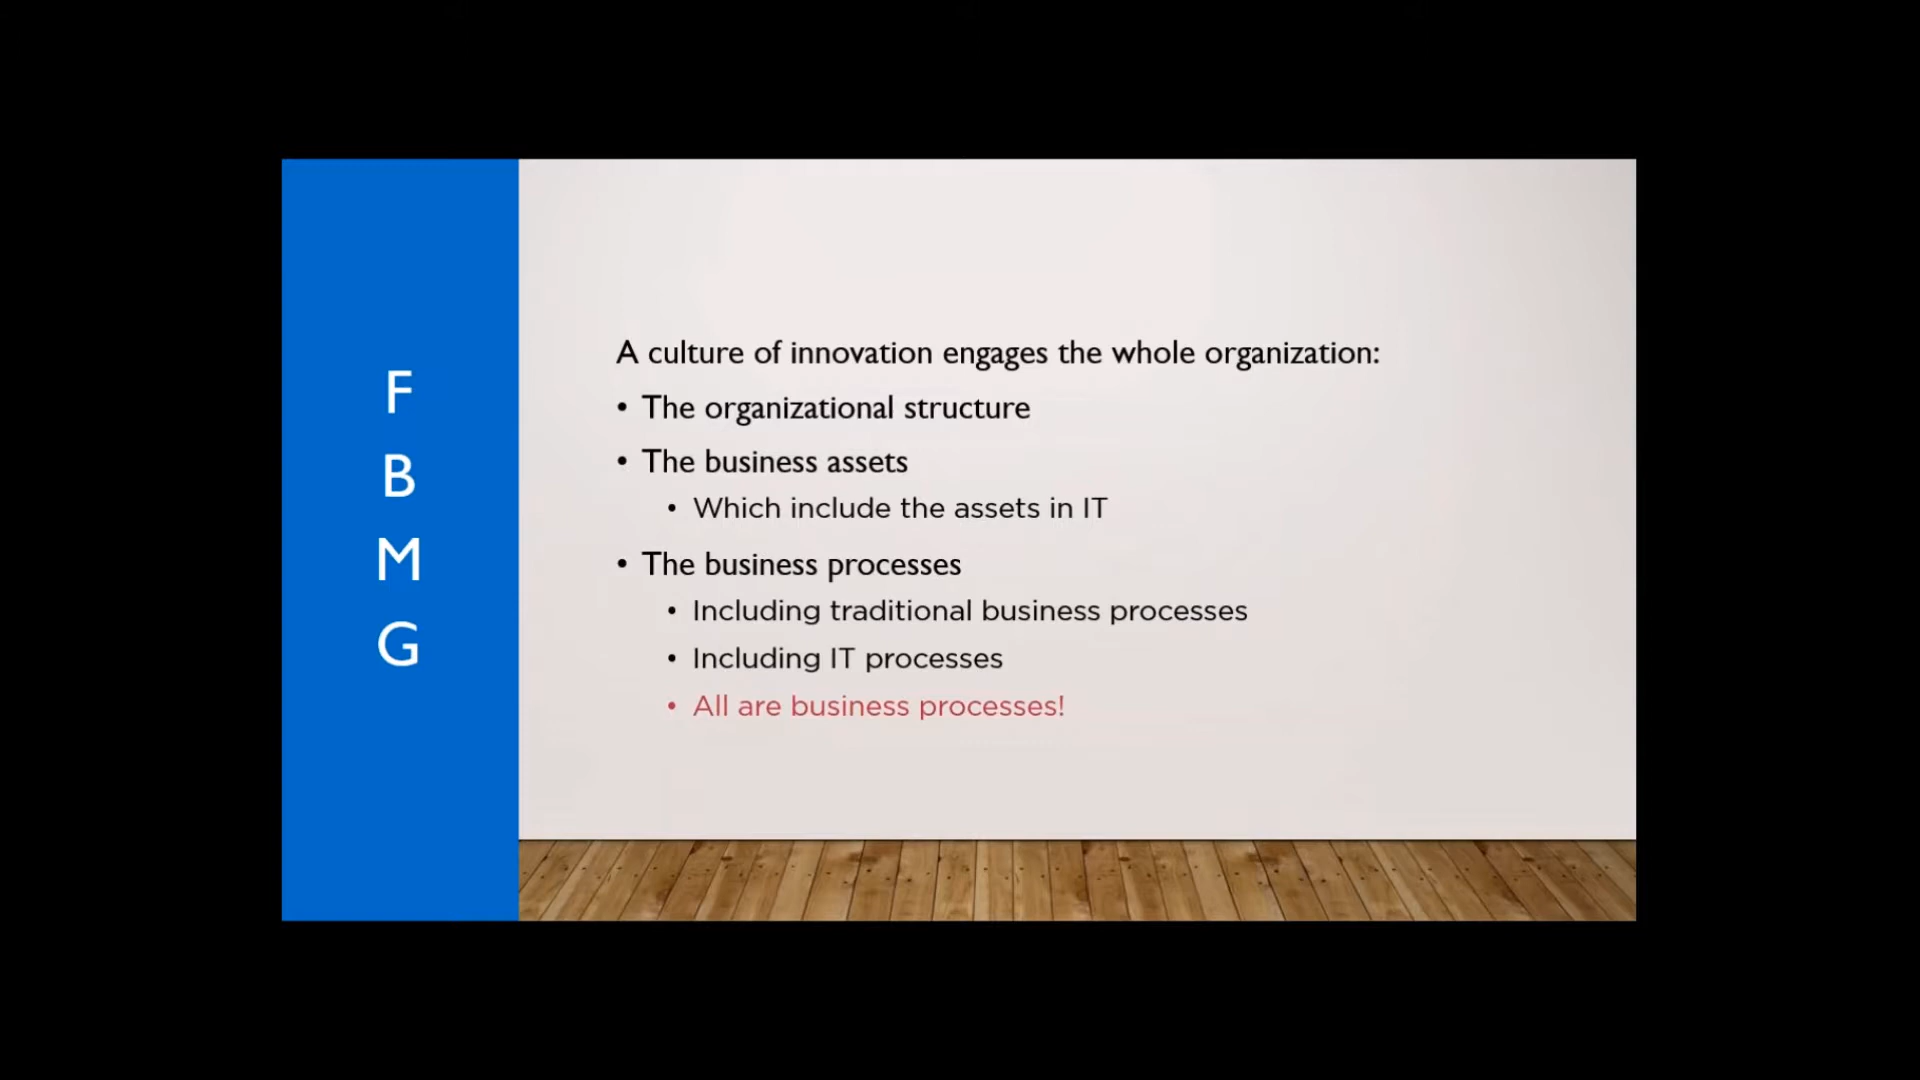 F
B
M
G
A culture of innovation engages the whole organization:
• The organizational structure
• The business assets
• Which include the assets in IT
• The business processes
• Including traditional business processes
• Including IT processes
• All are business processes!